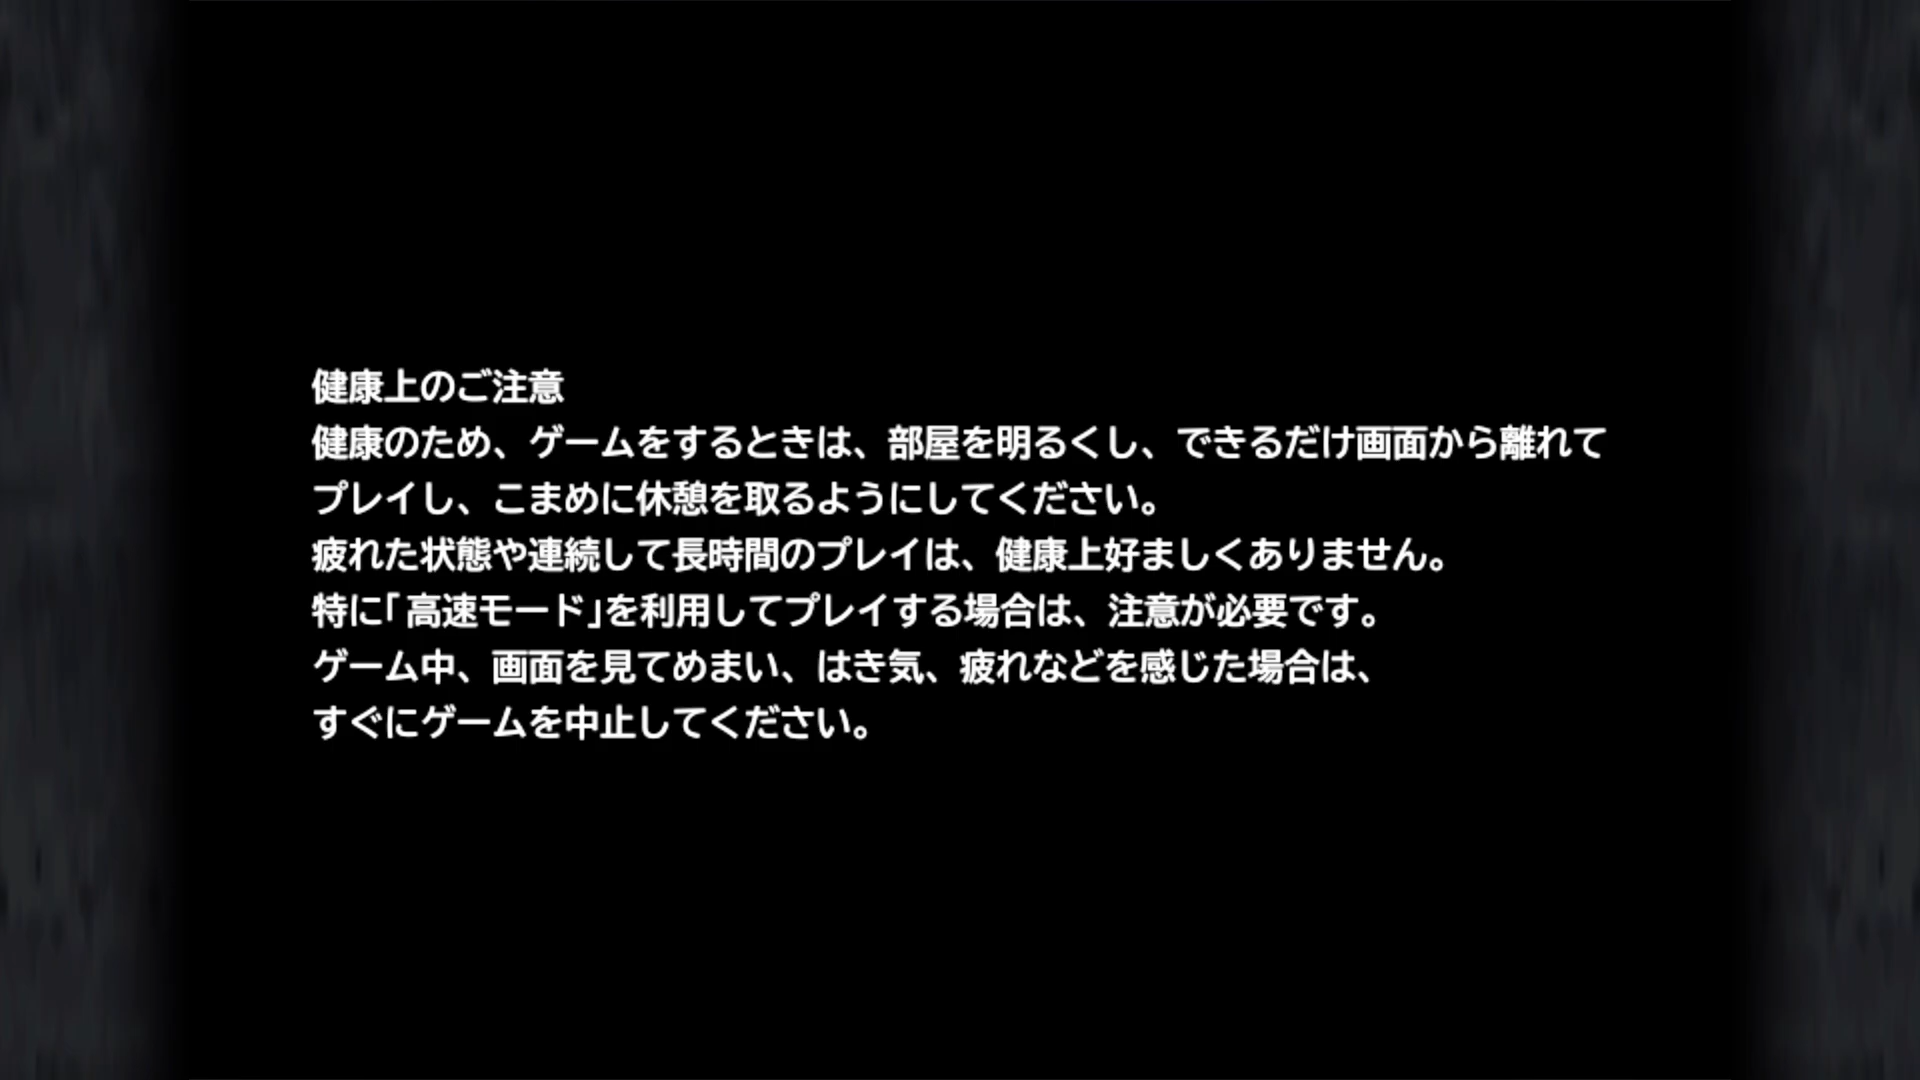 健康上のご注意
健康のため、ゲームをするときは、部屋を明るくし、できるだけ画面から離れて
プレイし、こまめに休憩を取るようにしてください。
疲れた状態や連続して長時間のプレイは、健康上好ましくありません。
特に｢高速モード｣を利用してプレイする場合は、注意が必要です。
ゲーム中、画面を見てめまい、はき気、疲れなどを感じた場合は、
すぐにゲームを中止してください。